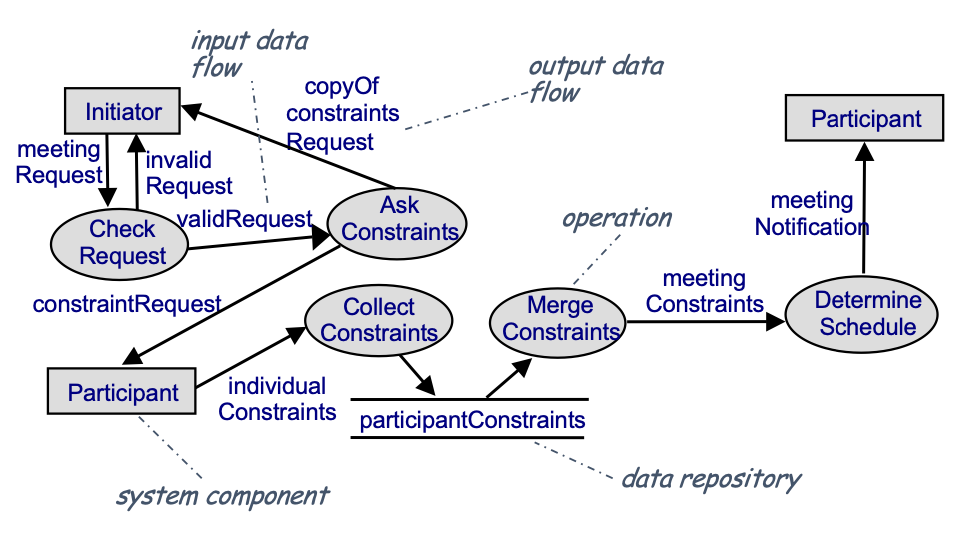 input data
flow
output data
flow
copyOf
constraints
Request
Initiator
Participant
meeting
Request
invalid
Request
validRequest
Ask
Constraints
Check
Request
operation
meeting
Notification
constraintRequest
Collect
Constraints
Merge
Constraints
meeting
Constraints
Determine
Schedule
Participant
individual
Constraints
participantConstraints
system component
data repository